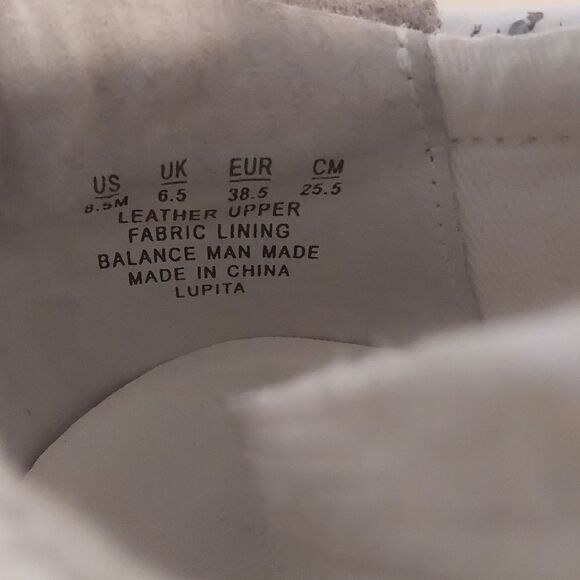 US UK EUR CM
8.5M 6.5 38.5 25.5
LEATHER UPPER
FABRIC LINING
BALANCE MAN MADE
MADE IN CHINA
LUPITA